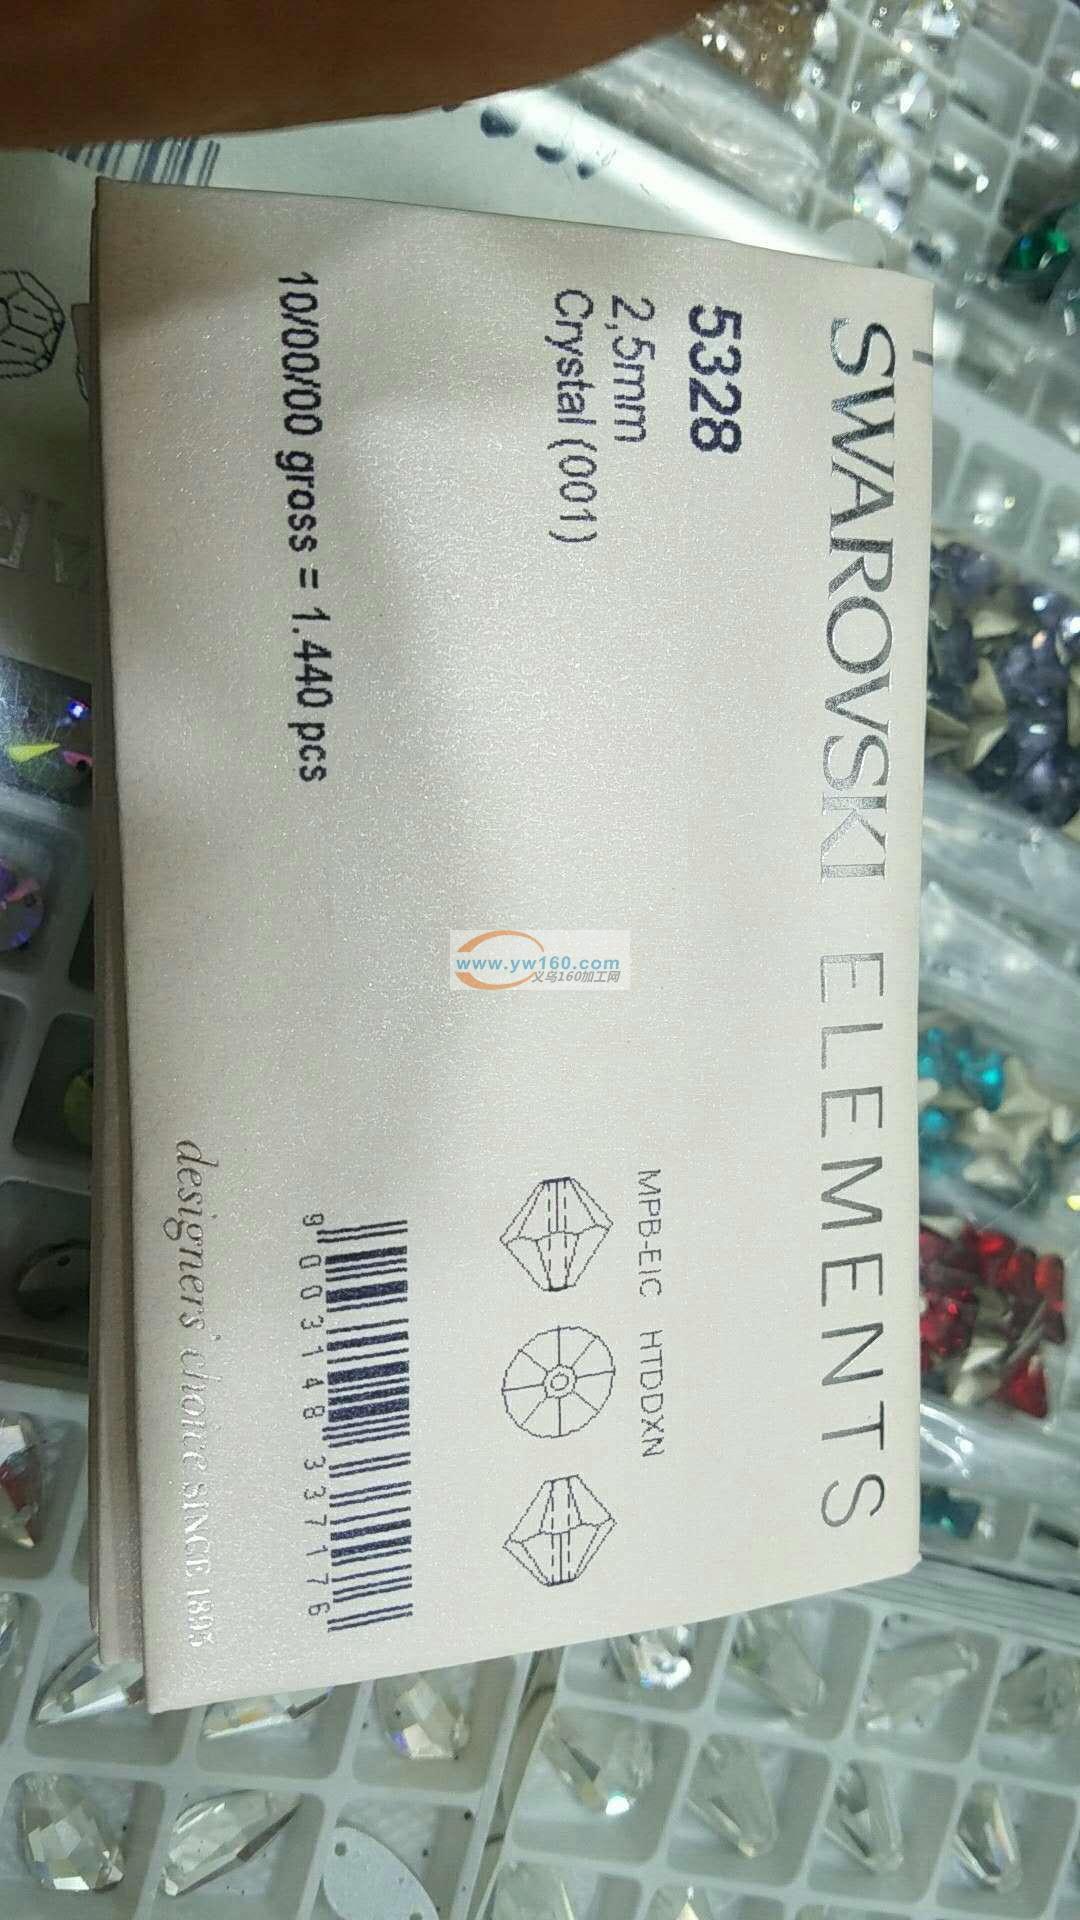 SWAROVSKI ELEMENTS
5328
2,5mm
Crystal (001)
MPB-EIC HTDDXN
10/00/00 gross = 1.440 pcs
9 003148 337176
designers' choice SINCE 1895
www.yw160.com
义乌160加工网